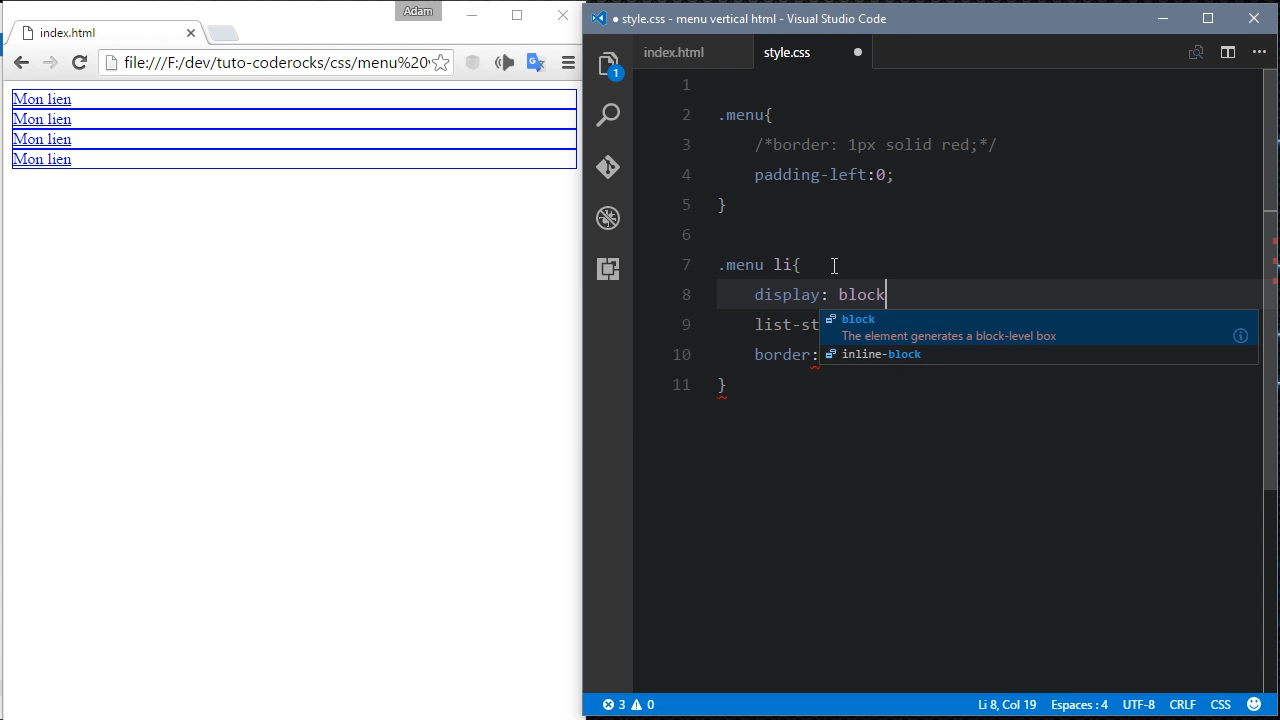 Adam
index.html
file:///F:/dev/tuto-coderocks/css/menu%20
Mon lien
Mon lien
Mon lien
Mon lien
● style.css - menu vertical html - Visual Studio Code
index.html
style.css
1
1
2 .menu{
3 /*border: 1px solid red;*/
4 padding-left:0;
5 }
6
7 .menu li{
8 display: block
9 list-st
10 border:
11 }
block
The element generates a block-level box
inline-block
3 0
Li 8, Col 19 Espaces : 4 UTF-8 CRLF CSS